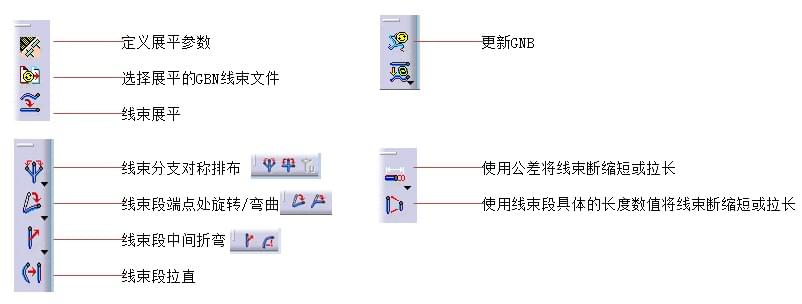 定义展平参数
选择展平的GBN线束文件
线束展平
更新GNB
线束分支对称排布
线束段端点处旋转/弯曲
线束段中间折弯
线束段拉直
使用公差将线束断缩短或拉长
使用线束段具体的长度数值将线束断缩短或拉长